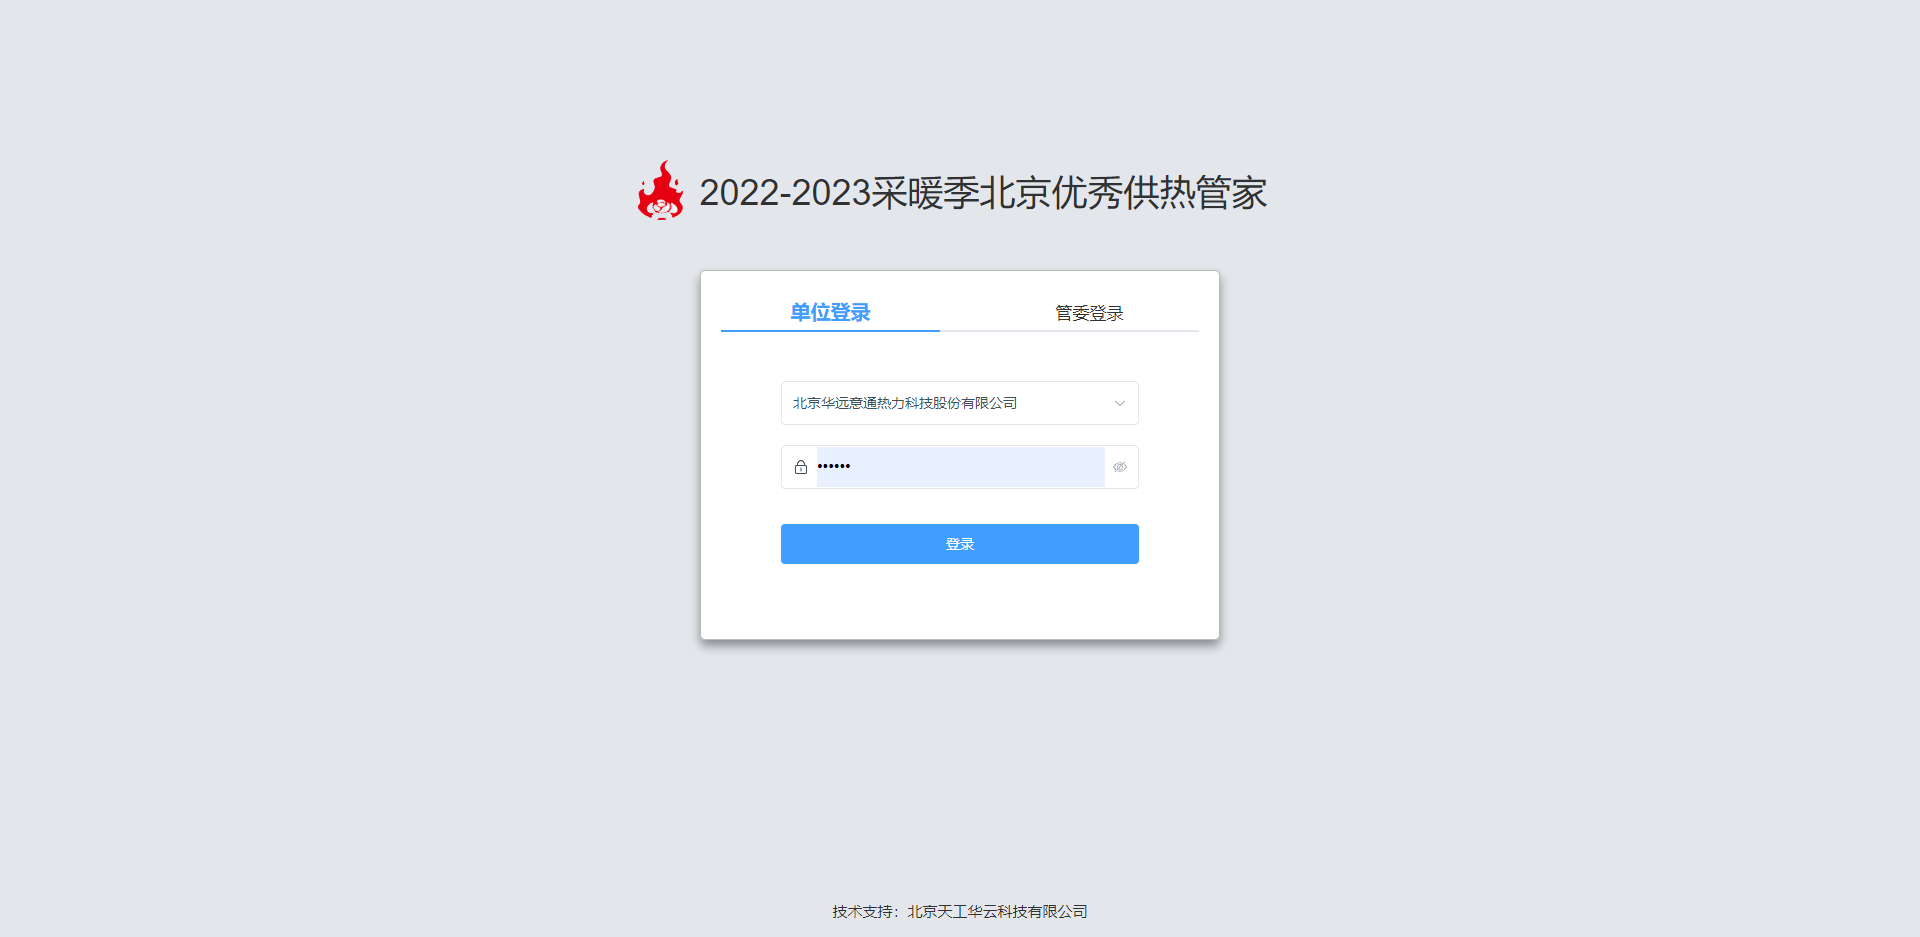 2022-2023采暖季北京优秀供热管家
单位登录
管委登录
北京华远意通热力科技股份有限公司
••••••
登录
技术支持：北京天工华云科技有限公司